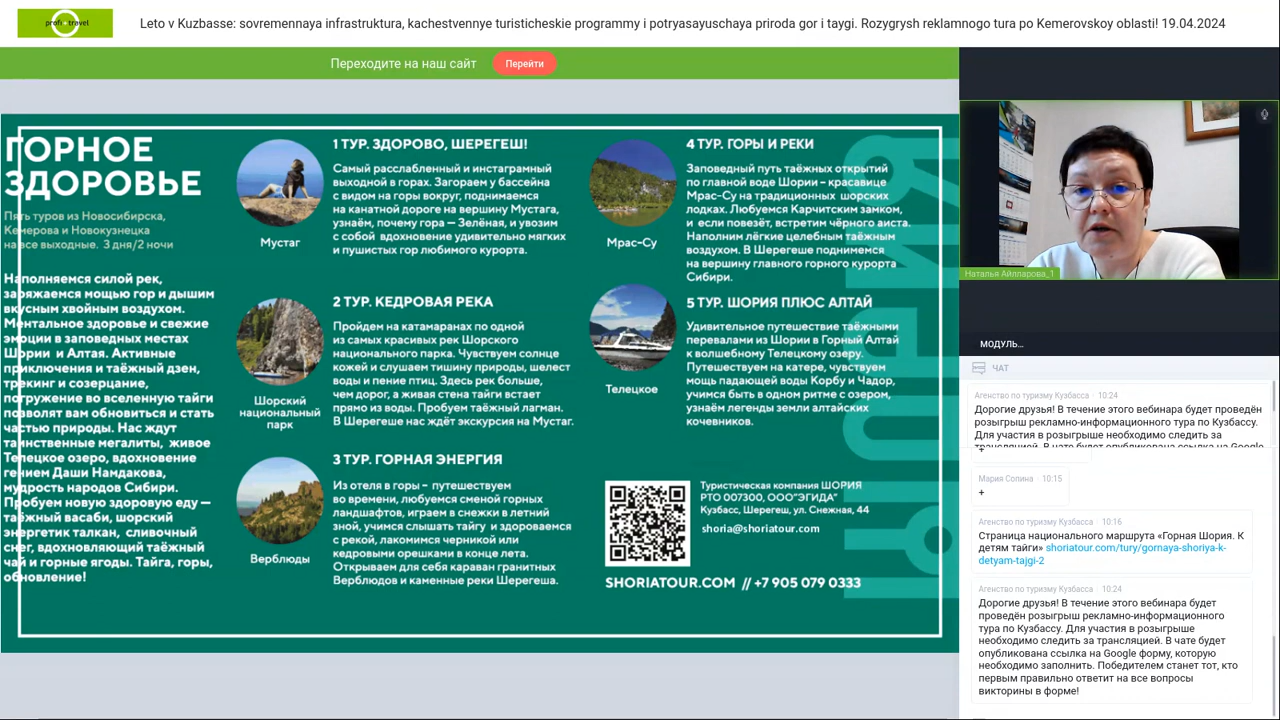 profi travel
Leto v Kuzbasse: sovremennaya infrastruktura, kachestvennye turisticheskie programmy i potryasayuschaya priroda gor i taygi. Rozygrysh reklamnogo tura po Kemerovskoy oblasti! 19.04.2024
Переходите на наш сайт
Перейти
ГОРНОЕ
ЗДОРОВЬЕ
Пять туров из Новосибирска,
Кемерова и Новокузнецка
на все выходные. 3 дня/2 ночи
Наполняемся силой рек,
заряжаемся мощью гор и дышим
вкусным хвойным воздухом.
Ментальное здоровье и свежие
эмоции в заповедных местах
Шории и Алтая. Активные
приключения и таёжный дзен,
трекинг и созерцание,
погружение во вселенную тайги
позволят вам обновиться и стать
частью природы. Нас ждут
таинственные мегалиты, живое
Телецкое озеро, вдохновение
гением Даши Намдакова,
мудрость народов Сибири.
Пробуем новую здоровую еду —
таёжный васаби, шорский
энергетик талкан, сливочный
снег, вдохновляющий таёжный
чай и горные ягоды. Тайга, горы,
обновление!
Мустаг
1 ТУР. ЗДОРОВО, ШЕРЕГЕШ!
Самый расслабленный и инстаграмный
выходной в горах. Загораем у бассейна
с видом на горы вокруг, поднимаемся
на канатной дороге на вершину Мустага,
узнаём, почему гора — Зелёная, и увозим
с собой вдохновение удивительно мягких
и пушистых гор любимого курорта.
Шорский
национальный
парк
2 ТУР. КЕДРОВАЯ РЕКА
Пройдем на катамаранах по одной
из самых красивых рек Шорского
национального парка. Чувствуем солнце
кожей и слушаем тишину природы, шелест
воды и пение птиц. Здесь рек больше,
чем дорог, а живая стена тайги встает
прямо из воды. Пробуем таёжный лагман.
В Шерегеше нас ждёт экскурсия на Мустаг.
Верблюды
3 ТУР. ГОРНАЯ ЭНЕРГИЯ
Из отеля в горы – путешествуем
во времени, любуемся сменой горных
ландшафтов, играем в снежки в летний
зной, учимся слышать тайгу и здороваемся
с рекой, лакомимся черникой или
кедровыми орешками в конце лета.
Открываем для себя караван гранитных
Верблюдов и каменные реки Шерегеша.
Мрас-Су
4 ТУР. ГОРЫ И РЕКИ
Заповедный путь таёжных открытий
по главной воде Шории – красавице
Мрас-Су на традиционных шорских
лодках. Любуемся Карчитским замком,
и если повезёт, встретим чёрного аиста.
Наполним лёгкие целебным таёжным
воздухом. В Шерегеше поднимемся
на вершину главного горного курорта
Сибири.
Телецкое
5 ТУР. ШОРИЯ ПЛЮС АЛТАЙ
Удивительное путешествие таёжными
перевалами из Шории в Горный Алтай
к волшебному Телецкому озеру.
Путешествуем на катере, чувствуем
мощь падающей воды Корбу и Чадор,
учимся быть в одном ритме с озером,
узнаём легенды земли алтайских
кочевников.
Туристическая компания ШОРИЯ
РТО 007300, ООО"ЭГИДА"
Кузбасс, Шерегеш, ул. Снежная, 44
shoria@shoriatour.com
SHORIATOUR.COM // +7 905 079 0333
ШОРИЯ
Наталья Айлларова_1
МОДУЛЬ...
ЧАТ
Агенство по туризму Кузбасса · 10:24
Дорогие друзья! В течение этого вебинара будет проведён
розыгрыш рекламно-информационного тура по Кузбассу.
Для участия в розыгрыше необходимо следить за
трансляцией. В чате будет опубликована ссылка на Google
+
Мария Сопина · 10:15
+
Агенство по туризму Кузбасса · 10:16
Страница национального маршрута «Горная Шория. К
детям тайги» shoriatour.com/tury/gornaya-shoriya-k-
detyam-tajgi-2
Агенство по туризму Кузбасса · 10:24
Дорогие друзья! В течение этого вебинара будет
проведён розыгрыш рекламно-информационного
тура по Кузбассу. Для участия в розыгрыше
необходимо следить за трансляцией. В чате будет
опубликована ссылка на Google форму, которую
необходимо заполнить. Победителем станет тот, кто
первым правильно ответит на все вопросы
викторины в форме!